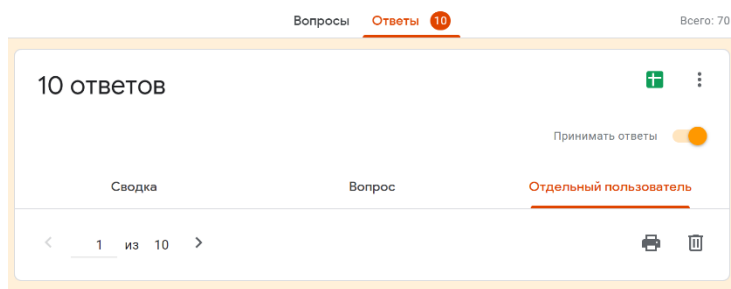 Вопросы Ответы 10 Всего: 70
10 ответов
Принимать ответы
Сводка Вопрос Отдельный пользователь
1 из 10